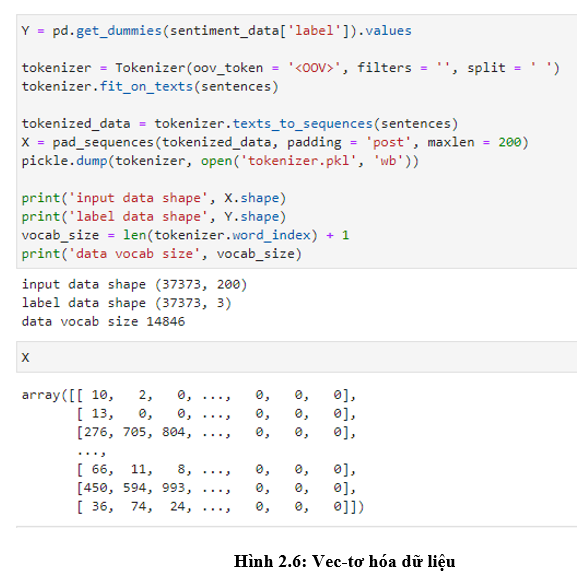 Y = pd.get_dummies(sentiment_data['label']).values
tokenizer = Tokenizer(oov_token = '<OOV>', filters = '', split = ' ')
tokenizer.fit_on_texts(sentences)
tokenized_data = tokenizer.texts_to_sequences(sentences)
X = pad_sequences(tokenized_data, padding = 'post', maxlen = 200)
pickle.dump(tokenizer, open('tokenizer.pkl', 'wb'))
print('input data shape', X.shape)
print('label data shape', Y.shape)
vocab_size = len(tokenizer.word_index) + 1
print('data vocab size', vocab_size)
input data shape (37373, 200)
label data shape (37373, 3)
data vocab size 14846
X
array([[ 10,   2,   0, ...,   0,   0,   0],
       [ 13,   0,   0, ...,   0,   0,   0],
       [276, 705, 804, ...,   0,   0,   0],
       ...,
       [ 66,  11,   8, ...,   0,   0,   0],
       [450, 594, 993, ...,   0,   0,   0],
       [ 36,  74,  24, ...,   0,   0,   0]])
Hình 2.6: Vec-tơ hóa dữ liệu